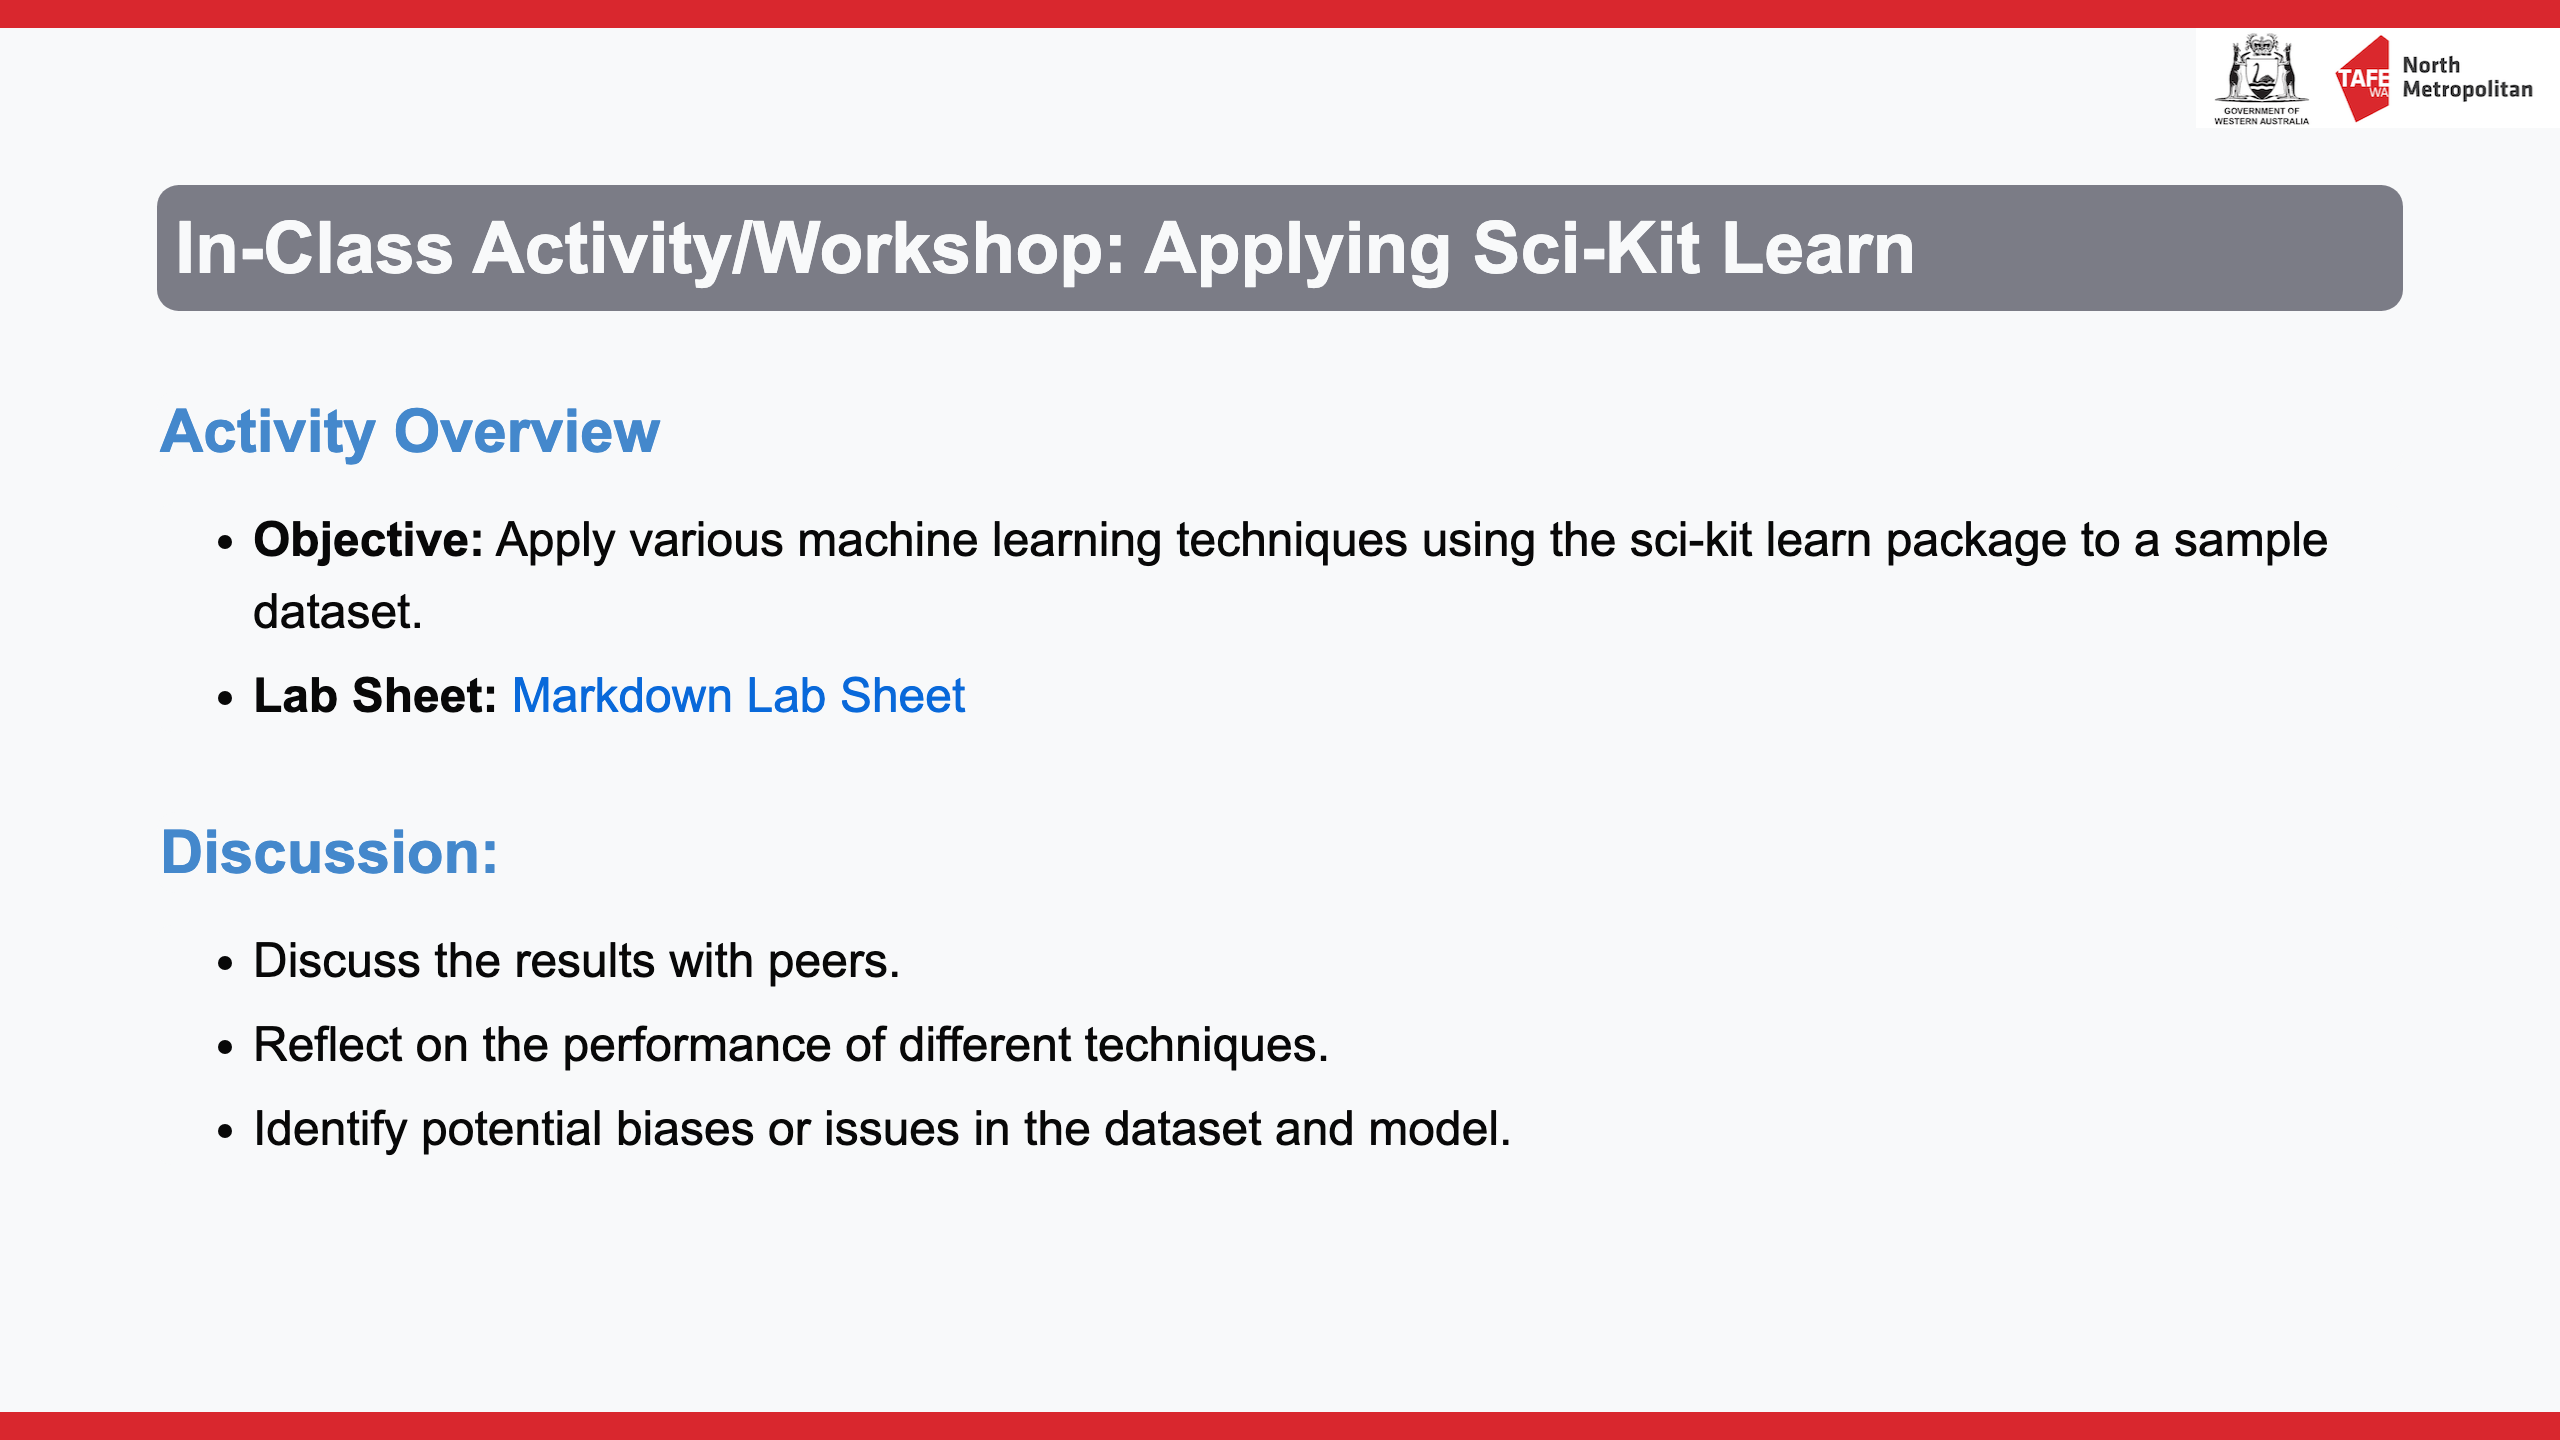 GOVERNMENT OF
WESTERN AUSTRALIA
TAFE
WA
North
Metropolitan
In-Class Activity/Workshop: Applying Sci-Kit Learn
Activity Overview
• Objective: Apply various machine learning techniques using the sci-kit learn package to a sample
dataset.
• Lab Sheet: Markdown Lab Sheet
Discussion:
• Discuss the results with peers.
• Reflect on the performance of different techniques.
• Identify potential biases or issues in the dataset and model.